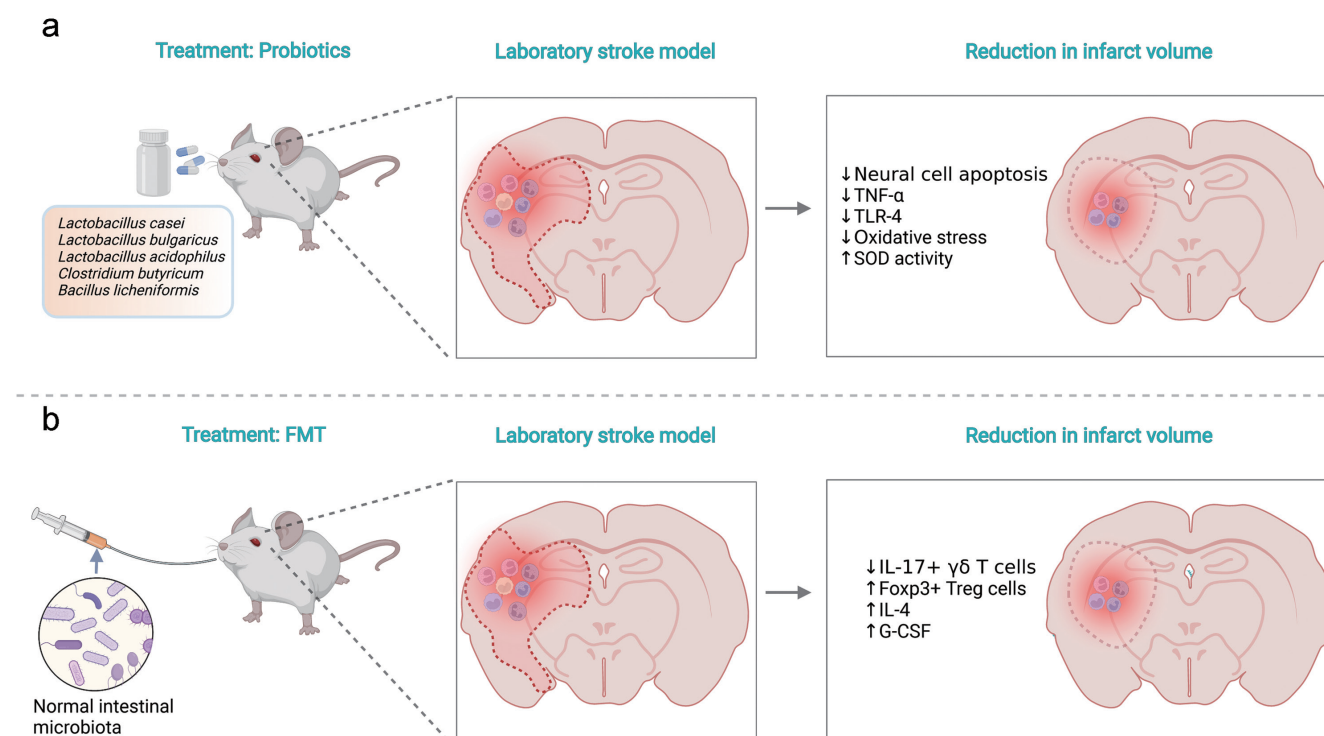 a
Treatment: Probiotics
Laboratory stroke model
Reduction in infarct volume
Lactobacillus casei
Lactobacillus bulgaricus
Lactobacillus acidophilus
Clostridium butyricum
Bacillus licheniformis
↓Neural cell apoptosis
↓TNF-α
↓TLR-4
↓Oxidative stress
↑SOD activity
b
Treatment: FMT
Laboratory stroke model
Reduction in infarct volume
Normal intestinal
microbiota
↓IL-17+ γδ T cells
↑Foxp3+ Treg cells
↑IL-4
↑G-CSF